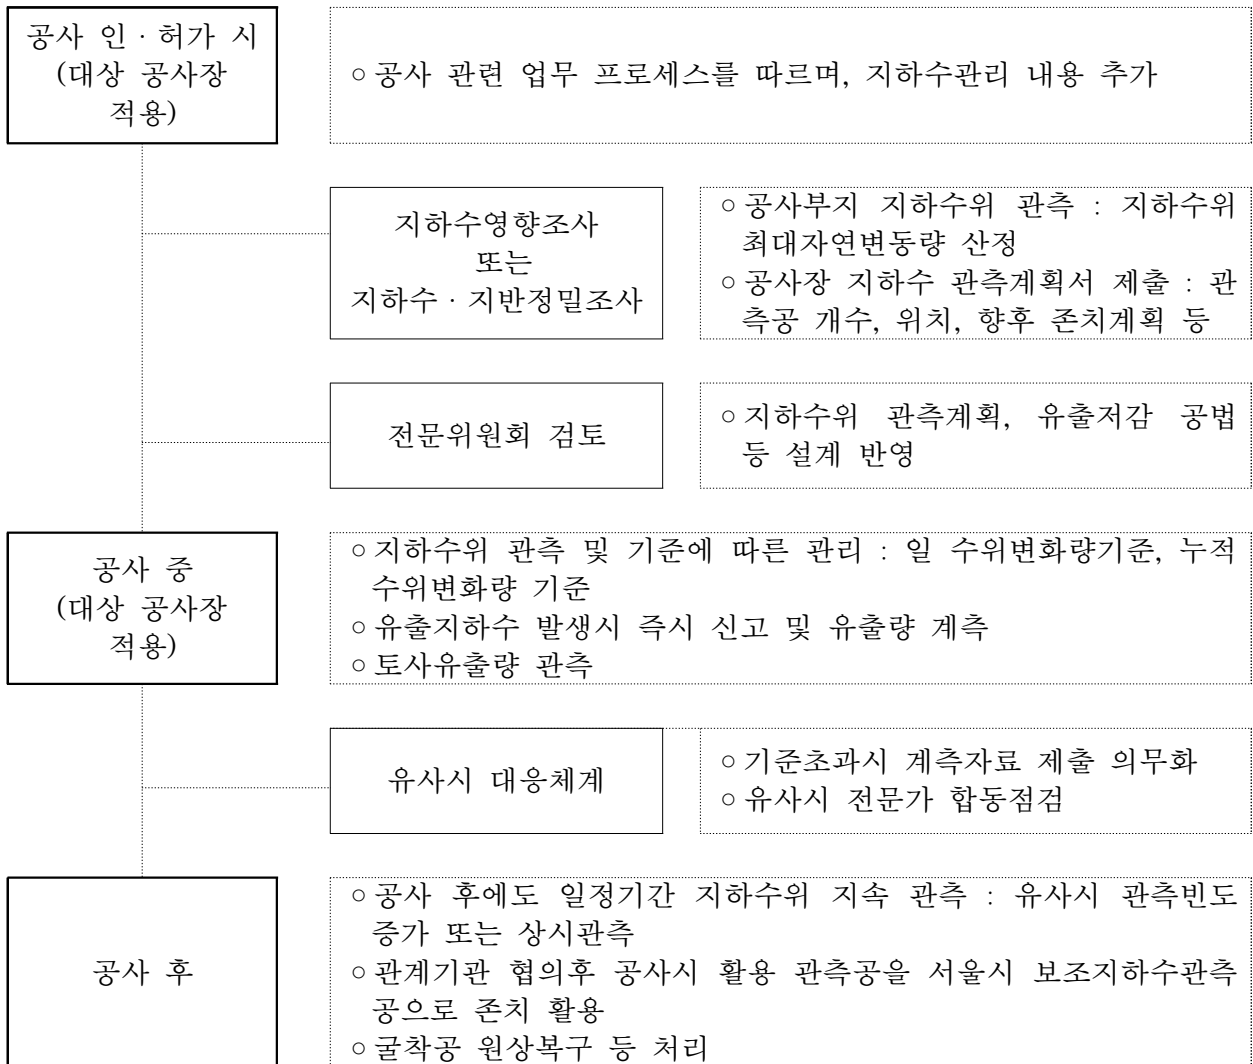 공사 인·허가 시
(대상 공사장
적용)
○ 공사 관련 업무 프로세스를 따르며, 지하수관리 내용 추가
지하수영향조사
또는
지하수·지반정밀조사
○ 공사부지 지하수위 관측 : 지하수위
최대자연변동량 산정
○ 공사장 지하수 관측계획서 제출 : 관
측공 개수, 위치, 향후 존치계획 등
전문위원회 검토
○ 지하수위 관측계획, 유출저감 공법
등 설계 반영
공사 중
(대상 공사장
적용)
○ 지하수위 관측 및 기준에 따른 관리 : 일 수위변화량기준, 누적
수위변화량 기준
○ 유출지하수 발생시 즉시 신고 및 유출량 계측
○ 토사유출량 관측
유사시 대응체계
○ 기준초과시 계측자료 제출 의무화
○ 유사시 전문가 합동점검
공사 후
○ 공사 후에도 일정기간 지하수위 지속 관측 : 유사시 관측빈도
증가 또는 상시관측
○ 관계기관 협의후 공사시 활용 관측공을 서울시 보조지하수관측
공으로 존치 활용
○ 굴착공 원상복구 등 처리